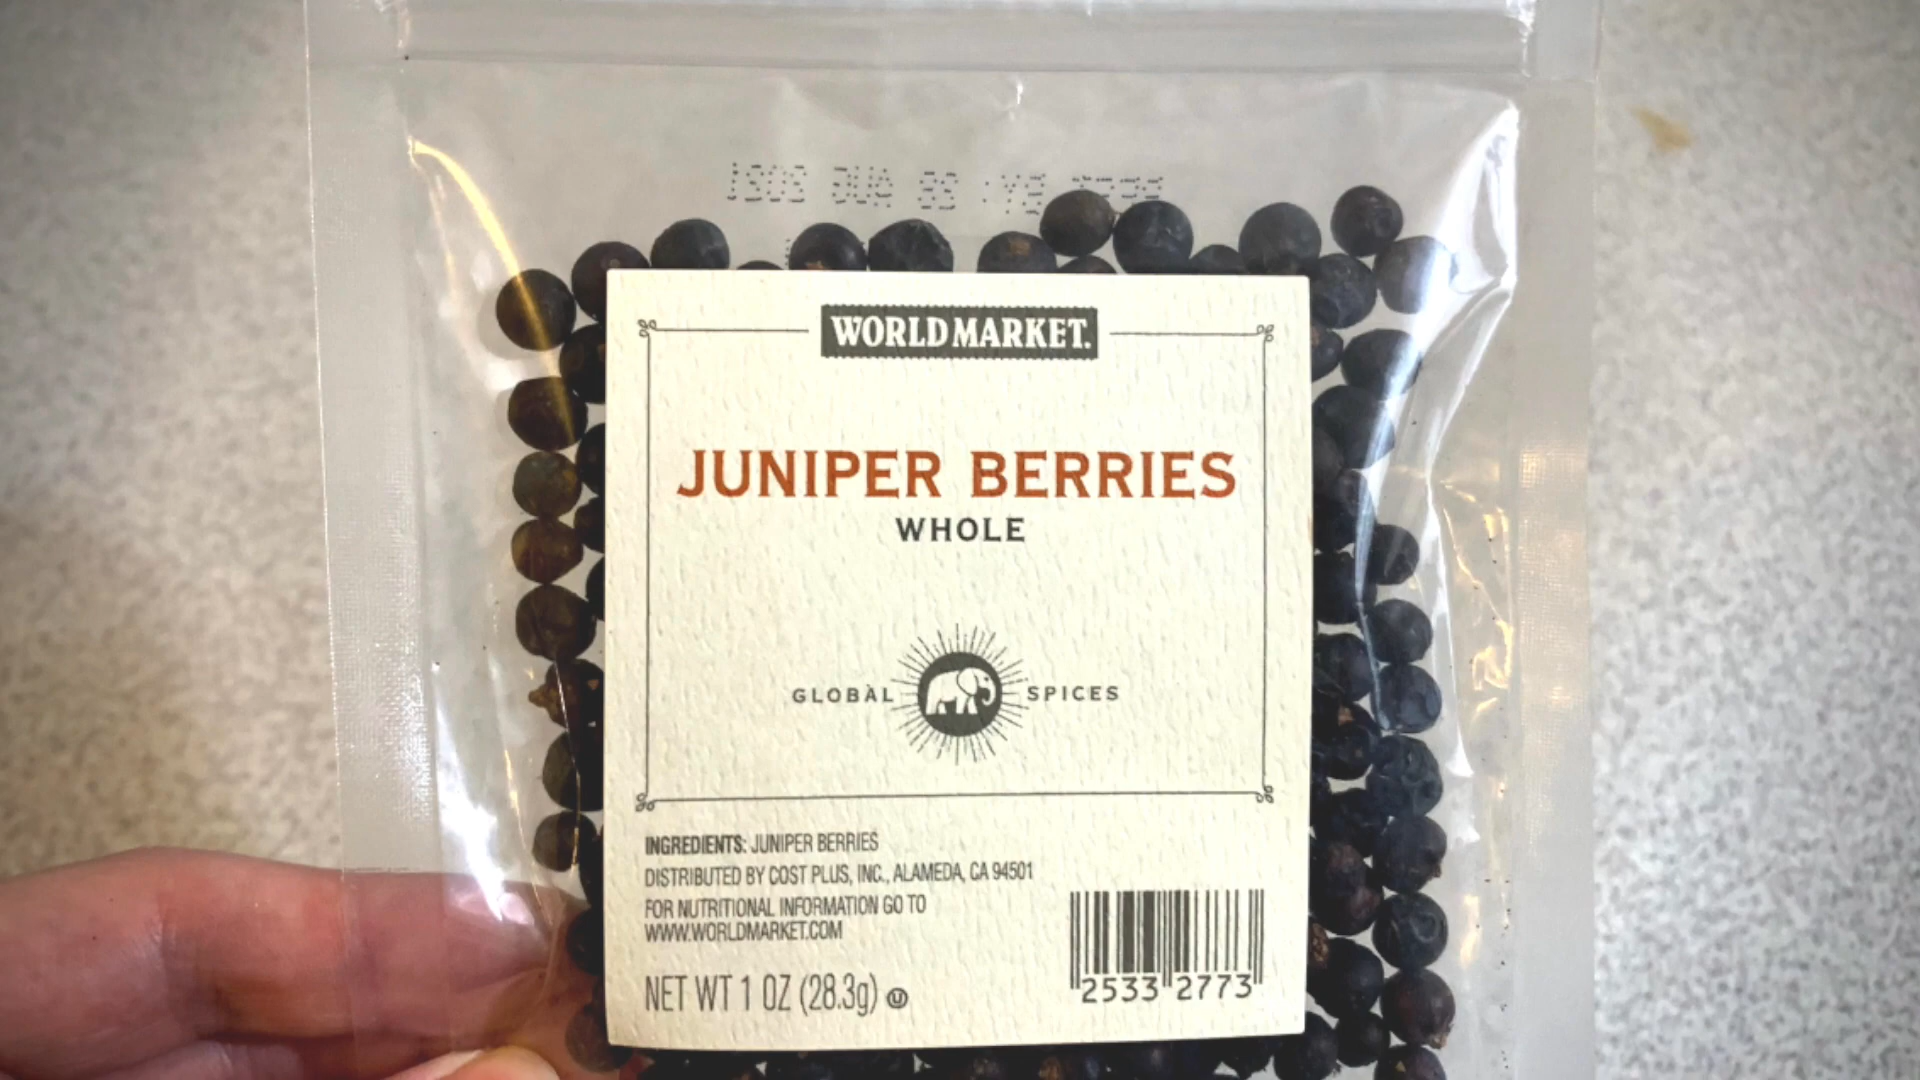 WORLD MARKET.
JUNIPER BERRIES
WHOLE
GLOBAL SPICES
INGREDIENTS: JUNIPER BERRIES
DISTRIBUTED BY COST PLUS, INC., ALAMEDA, CA 94501
FOR NUTRITIONAL INFORMATION GO TO
WWW.WORLDMARKET.COM
NET WT 1 OZ (28.3g) U
2533 2773